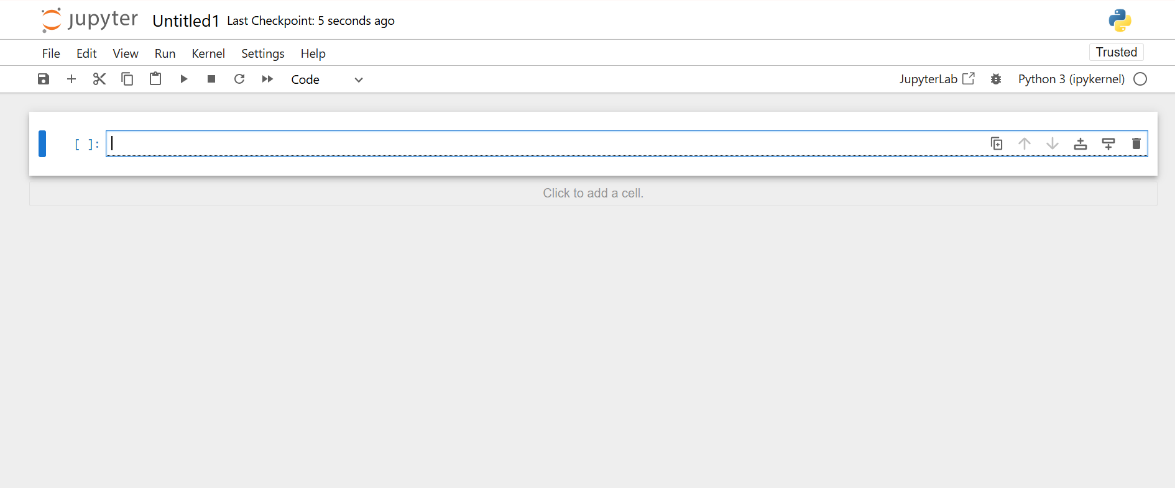 jupyter Untitled1 Last Checkpoint: 5 seconds ago
File Edit View Run Kernel Settings Help Trusted
Code JupyterLab Python 3 (ipykernel)
[ ]:
Click to add a cell.